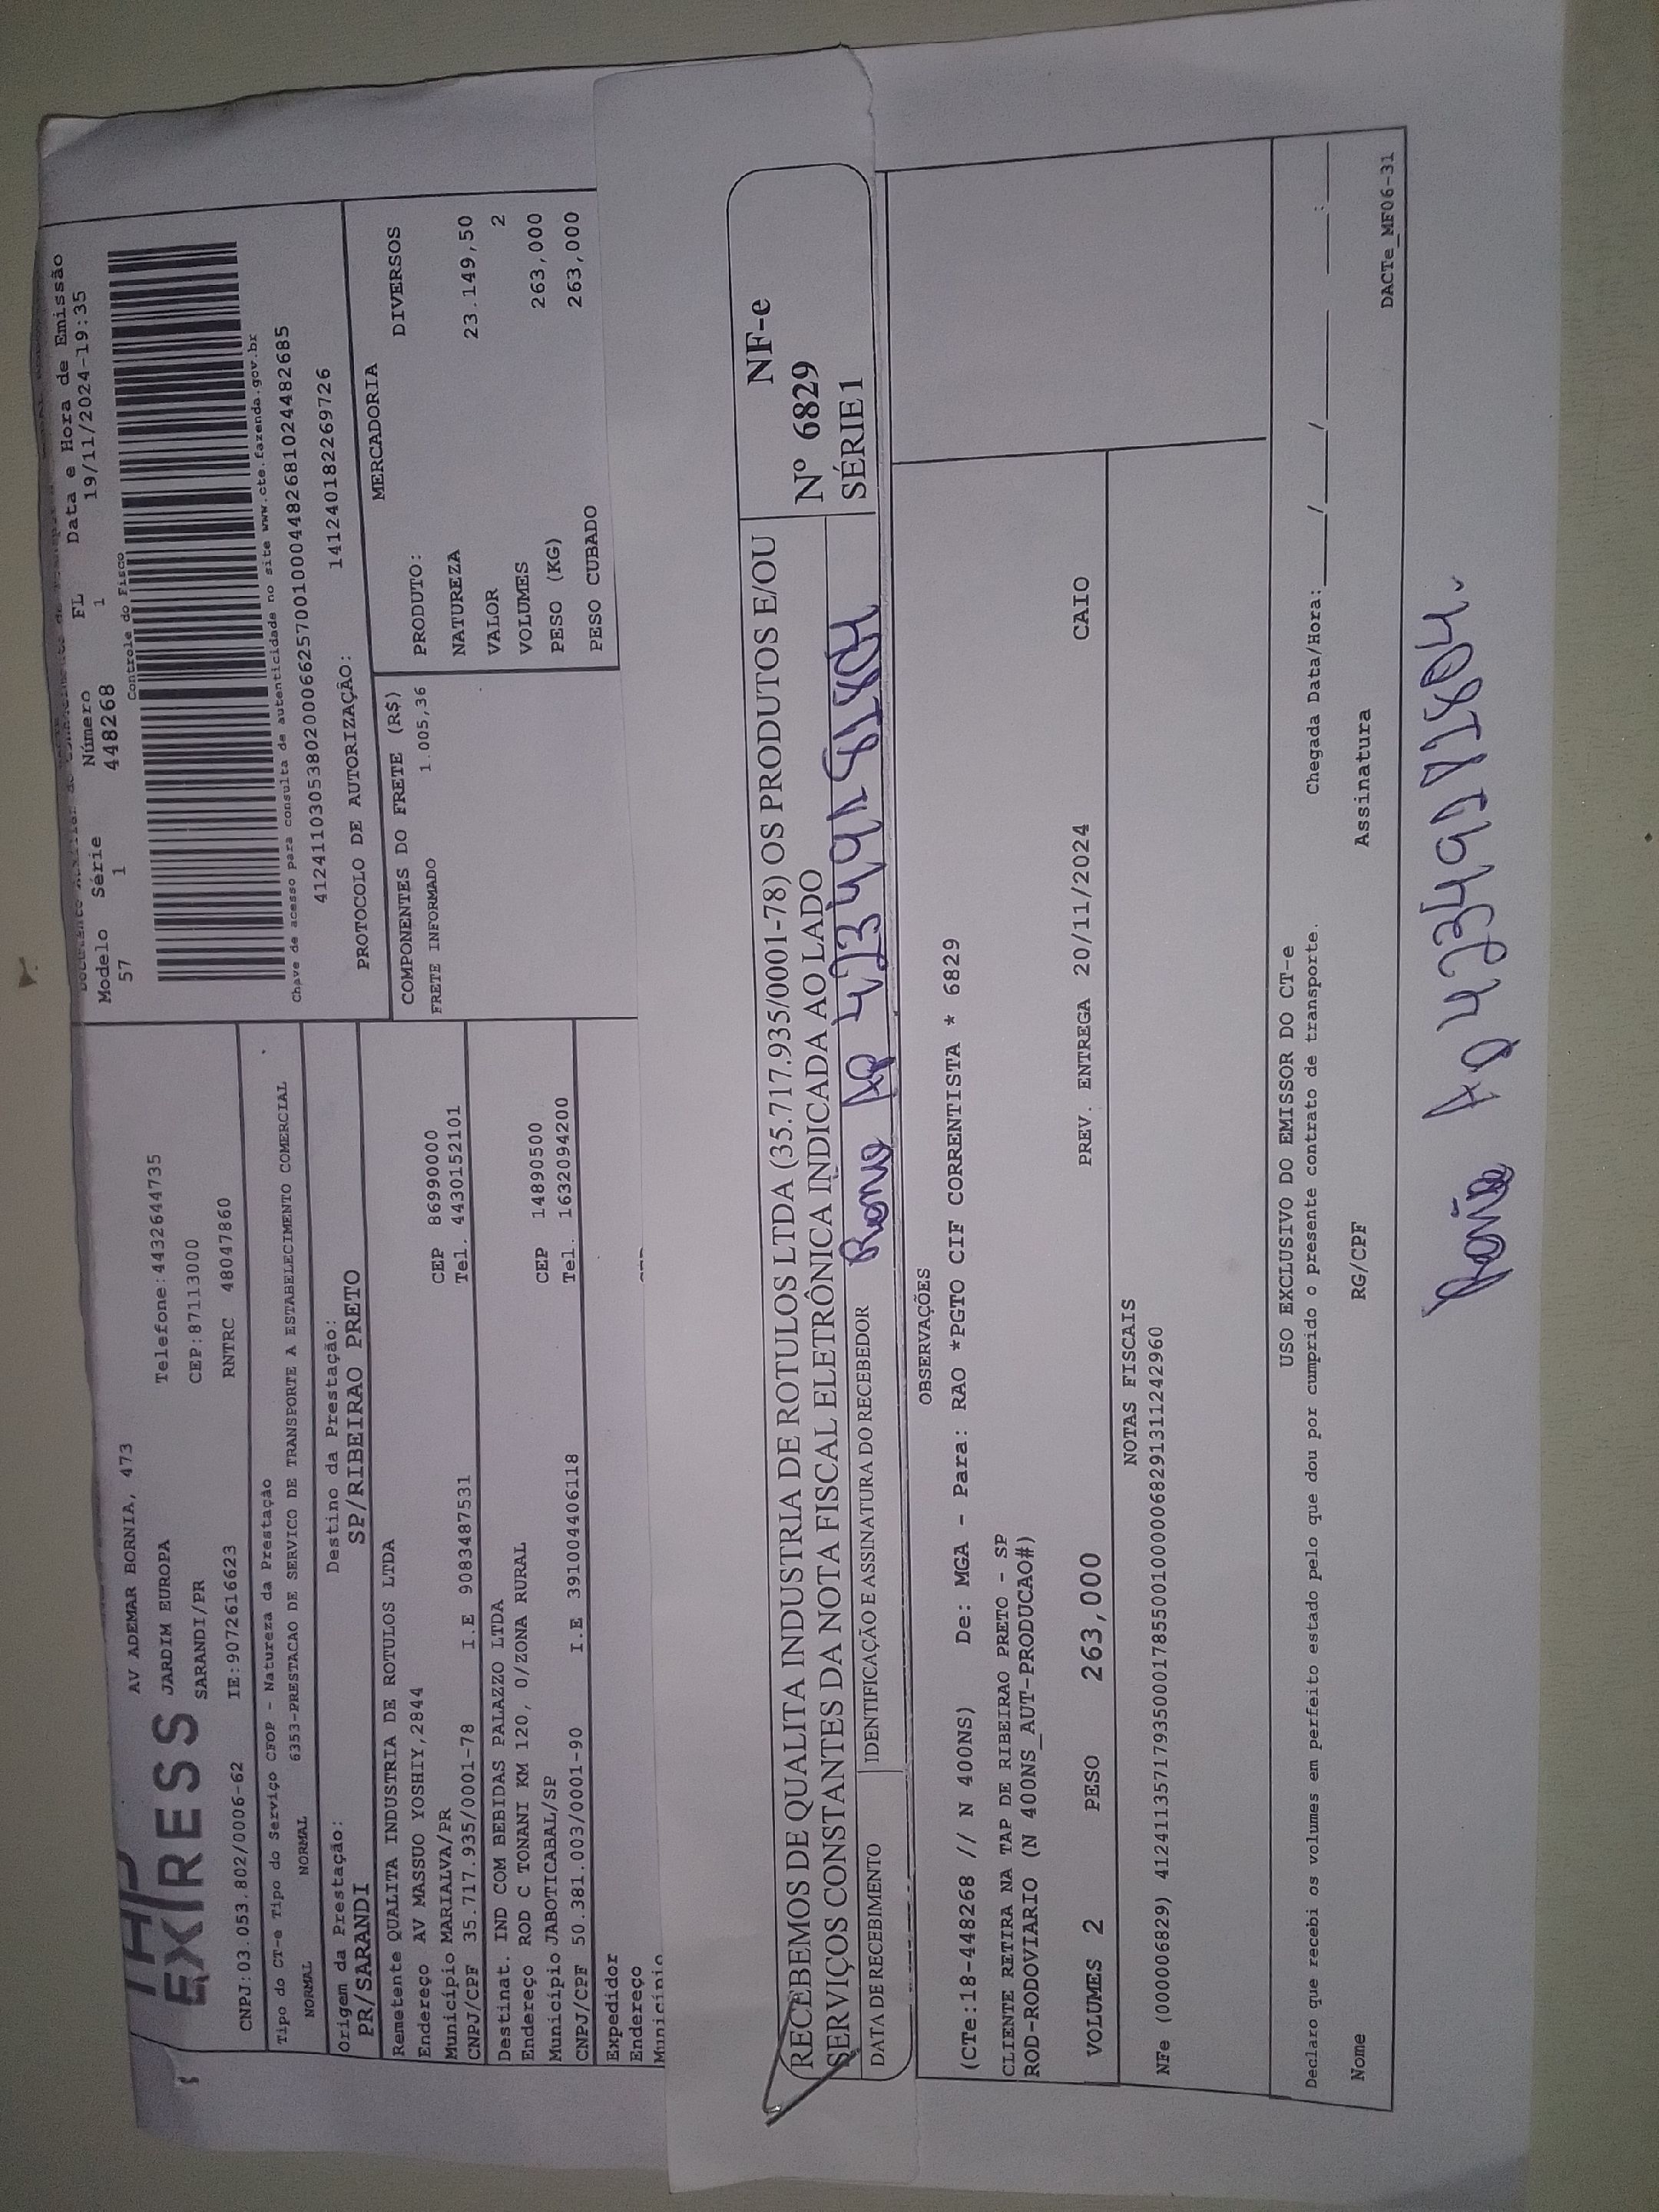 TAP
EXPRESS
AV ADEMAR BORNIA, 473
JARDIM EUROPA
SARANDI/PR
Telefone:4432644735
CEP:87113000
CNPJ:03.053.802/0006-62 IE:9072616623 RNTRC 48047860
Tipo do CT-e Tipo do Serviço CFOP - Natureza da Prestação
NORMAL NORMAL 6353-PRESTACAO DE SERVICO DE TRANSPORTE A ESTABELECIMENTO COMERCIAL
Origem da Prestação: Destino da Prestação:
PR/SARANDI SP/RIBEIRAO PRETO
Remetente QUALITA INDUSTRIA DE ROTULOS LTDA
Endereço AV MASSUO YOSHIY,2844 CEP 86990000
Município MARIALVA/PR Tel. 4430152101
CNPJ/CPF 35.717.935/0001-78 I.E 9083487531
Destinat. IND COM BEBIDAS PALAZZO LTDA
Endereço ROD C TONANI KM 120, 0/ZONA RURAL CEP 14890500
Município JABOTICABAL/SP Tel. 1632094200
CNPJ/CPF 50.381.003/0001-90 I.E 391004406118
Expedidor
Endereço
Município
Modelo Série Número FL Data e Hora de Emissão
57 1 448268 1 19/11/2024-19:35
Controle do Fisco
Chave de acesso para consulta de autenticidade no site www.cte.fazenda.gov.br
41241103053802000662570010004482681024482685
PROTOCOLO DE AUTORIZAÇÃO: 141240182269726
COMPONENTES DO FRETE (R$)
FRETE INFORMADO 1.005,36
MERCADORIA
PRODUTO: DIVERSOS
NATUREZA
VALOR 23.149,50
VOLUMES 2
PESO (KG) 263,000
PESO CUBADO 263,000
RECEBEMOS DE QUALITA INDUSTRIA DE ROTULOS LTDA (35.717.935/0001-78) OS PRODUTOS E/OU
SERVIÇOS CONSTANTES DA NOTA FISCAL ELETRÔNICA INDICADA AO LADO
DATA DE RECEBIMENTO IDENTIFICAÇÃO E ASSINATURA DO RECEBEDOR
NF-e
Nº 6829
SÉRIE 1
OBSERVAÇÕES
(CTe:18-448268 // N 400NS) De: MGA - Para: RAO *PGTO CIF CORRENTISTA * 6829
CLIENTE RETIRA NA TAP DE RIBEIRAO PRETO - SP
ROD-RODOVIARIO (N 400NS_AUT-PRODUCAO#)
VOLUMES 2 PESO 263,000 PREV. ENTREGA 20/11/2024 CAIO
NOTAS FISCAIS
NFe (000006829) 41241135717935000178550010000068291311242960
USO EXCLUSIVO DO EMISSOR DO CT-e
Declaro que recebi os volumes em perfeito estado pelo que dou por cumprido o presente contrato de transporte. Chegada Data/Hora: ____/____/____ ____:____
Nome RG/CPF Assinatura
DACTe_MF06-31